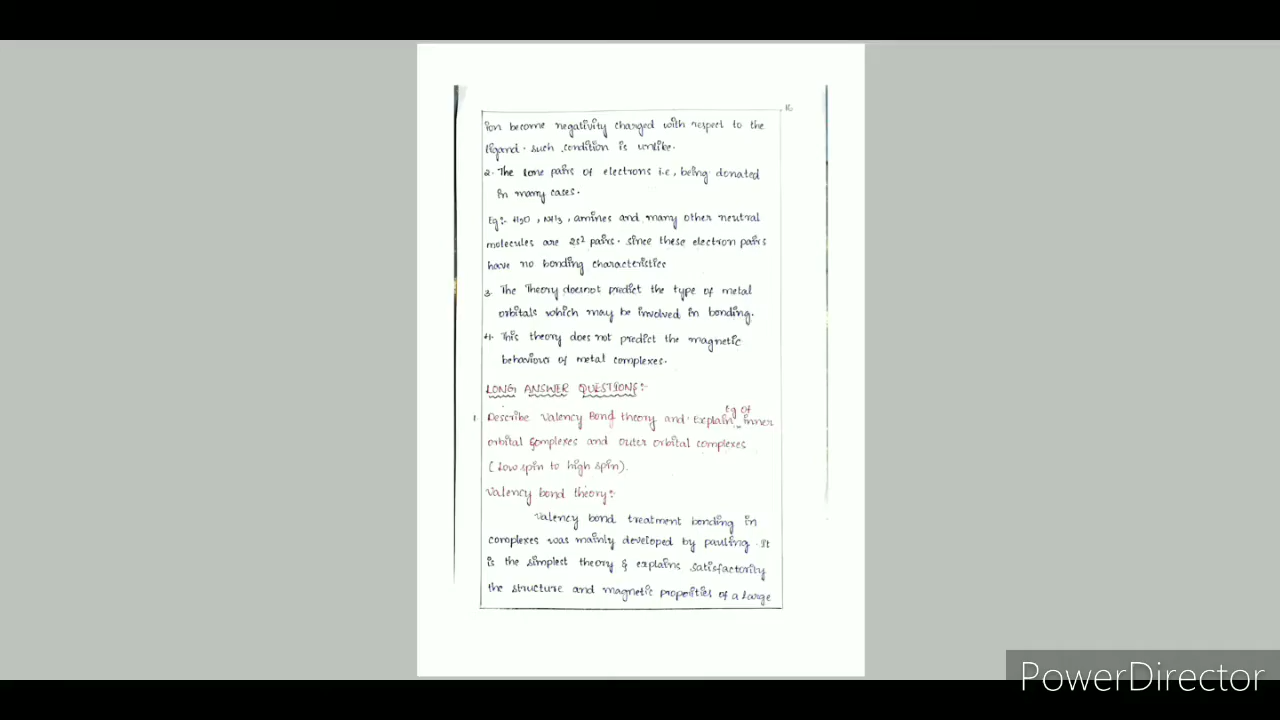 16
ion become negativity charged with respect to the
ligand. such condition is unlike.
2. The lone pairs of electrons i.e, being donated
in many cases.
Eg:- H2O, NH3, amines and many other neutral
molecules are 2s² pairs. since these electron pairs
have no bonding characteristics
3. The Theory doesnot predict the type of metal
orbitals which may be involved in bonding.
4. This theory does not predict the magnetic
behaviour of metal complexes.
LONG ANSWER QUESTIONS:-
1. Describe Valency Bond theory and Explain Eg of inner
orbital complexes and outer orbital complexes
(Low spin to high spin).
Valency bond theory:-
Valency bond treatment bonding in
complexes was mainly developed by pauling. It
is the simplest theory & explains satisfactority
the structure and magnetic properities of a large
PowerDirector